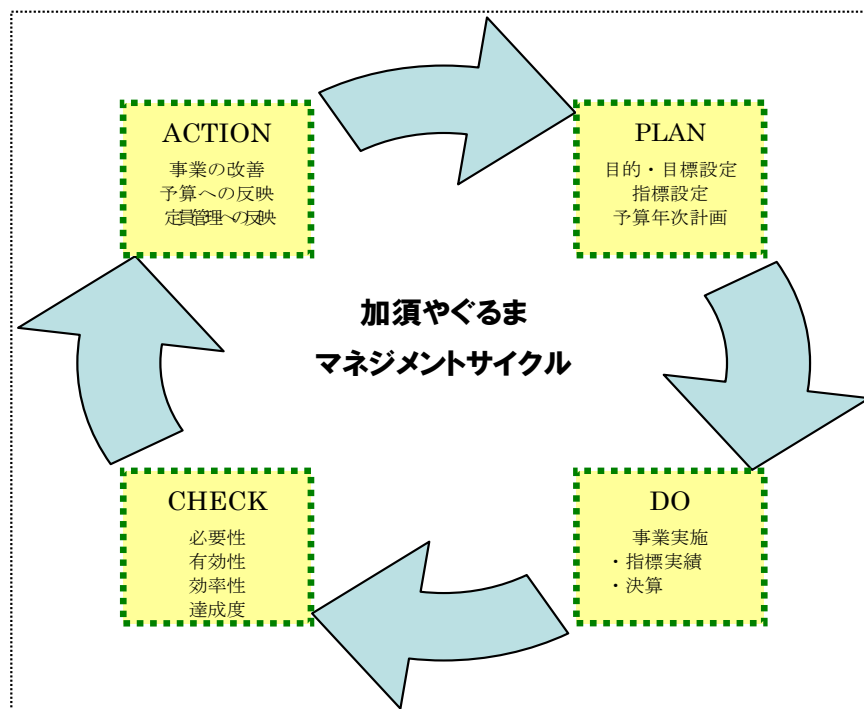 ACTION
事業の改善
予算への反映
定員管理への反映
PLAN
目的・目標設定
指標設定
予算年次計画
加須やぐるま
マネジメントサイクル
CHECK
必要性
有効性
効率性
達成度
DO
事業実施
・指標実績
・決算